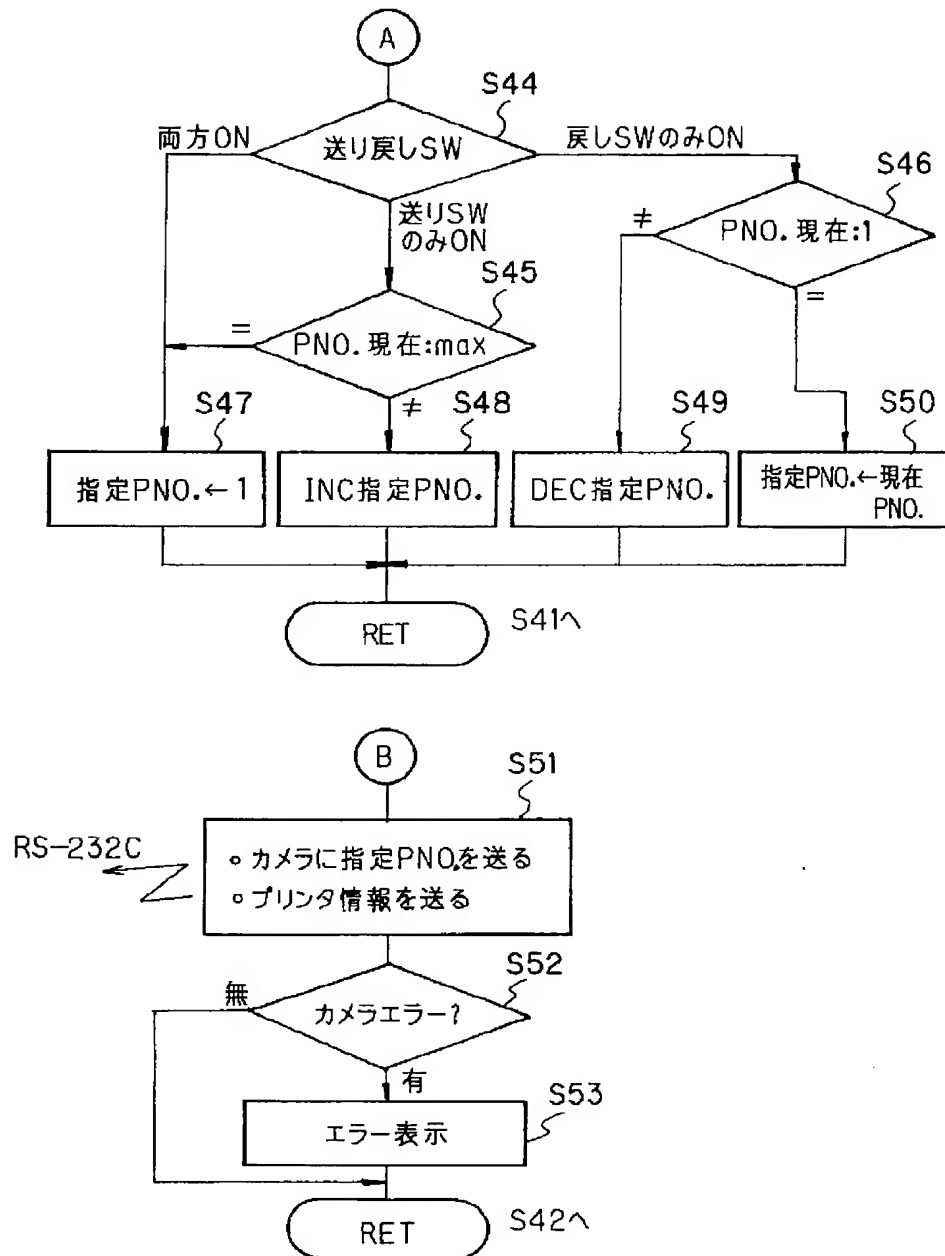 A
S44
両方ON
送り戻しSW
戻しSWのみON
S46
送りSW
のみON
≠
PNO.現在:1
=
S45
=
PNO.現在:max
≠
S47
S48
S49
S50
指定PNO.←1
INC指定PNO.
DEC指定PNO.
指定PNO.←現在
PNO.
RET
S41へ
B
S51
RS-232C
○カメラに指定PNO.を送る
○プリンタ情報を送る
S52
無
カメラエラー?
有
S53
エラー表示
RET
S42へ